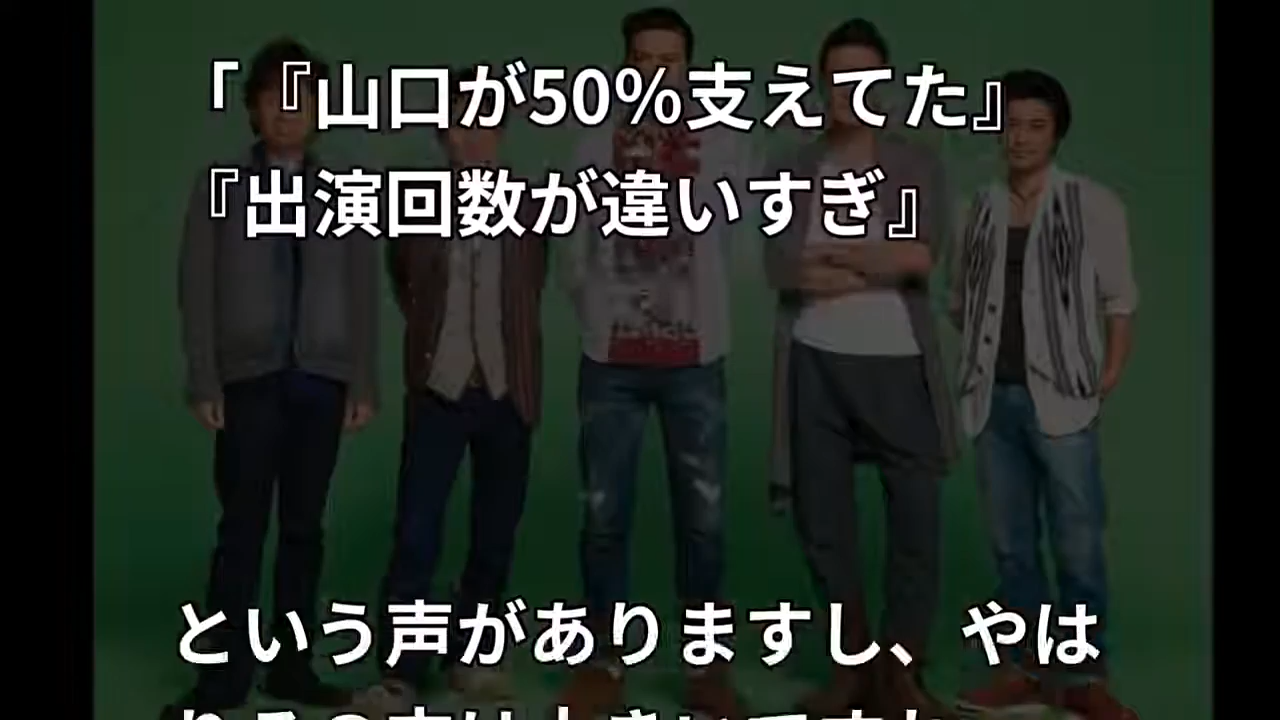 「『山口が50％支えてた』
『出演回数が違いすぎ』
という声がありますし、やは